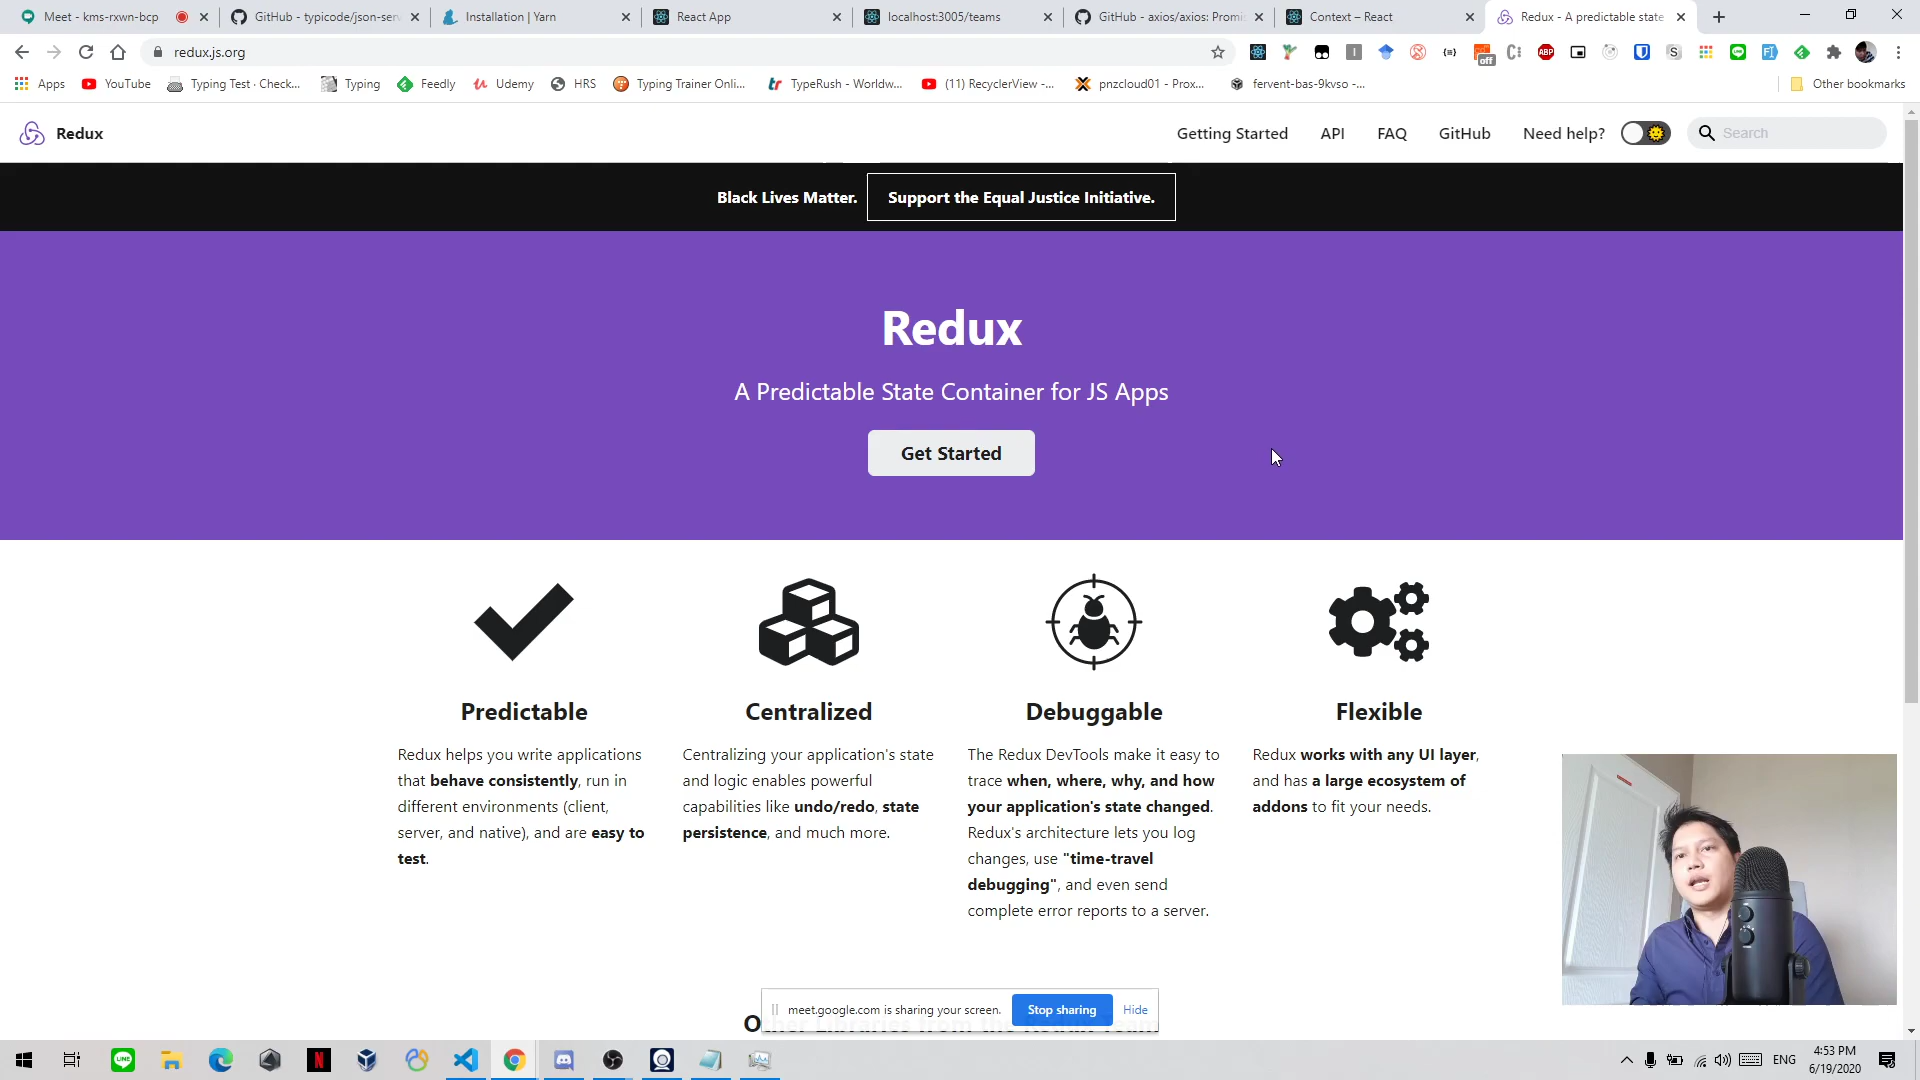 Meet - kms-rxwn-bcp
GitHub - typicode/json-serv
Installation | Yarn
React App
localhost:3005/teams
GitHub - axios/axios: Promi
Context – React
Redux - A predictable state
redux.js.org
off
ABP
Apps
YouTube
Typing Test · Check...
Typing
Feedly
Udemy
HRS
Typing Trainer Onli...
TypeRush - Worldw...
(11) RecyclerView -...
pnzcloud01 - Prox...
fervent-bas-9kvso -...
Other bookmarks
Redux
Getting Started
API
FAQ
GitHub
Need help?
Search
Black Lives Matter.
Support the Equal Justice Initiative.
Redux
A Predictable State Container for JS Apps
Get Started
Predictable
Redux helps you write applications
that behave consistently, run in
different environments (client,
server, and native), and are easy to
test.
Centralized
Centralizing your application's state
and logic enables powerful
capabilities like undo/redo, state
persistence, and much more.
Debuggable
The Redux DevTools make it easy to
trace when, where, why, and how
your application's state changed.
Redux's architecture lets you log
changes, use "time-travel
debugging", and even send
complete error reports to a server.
Flexible
Redux works with any UI layer,
and has a large ecosystem of
addons to fit your needs.
meet.google.com is sharing your screen.
Stop sharing
Hide
ENG
4:53 PM
6/19/2020